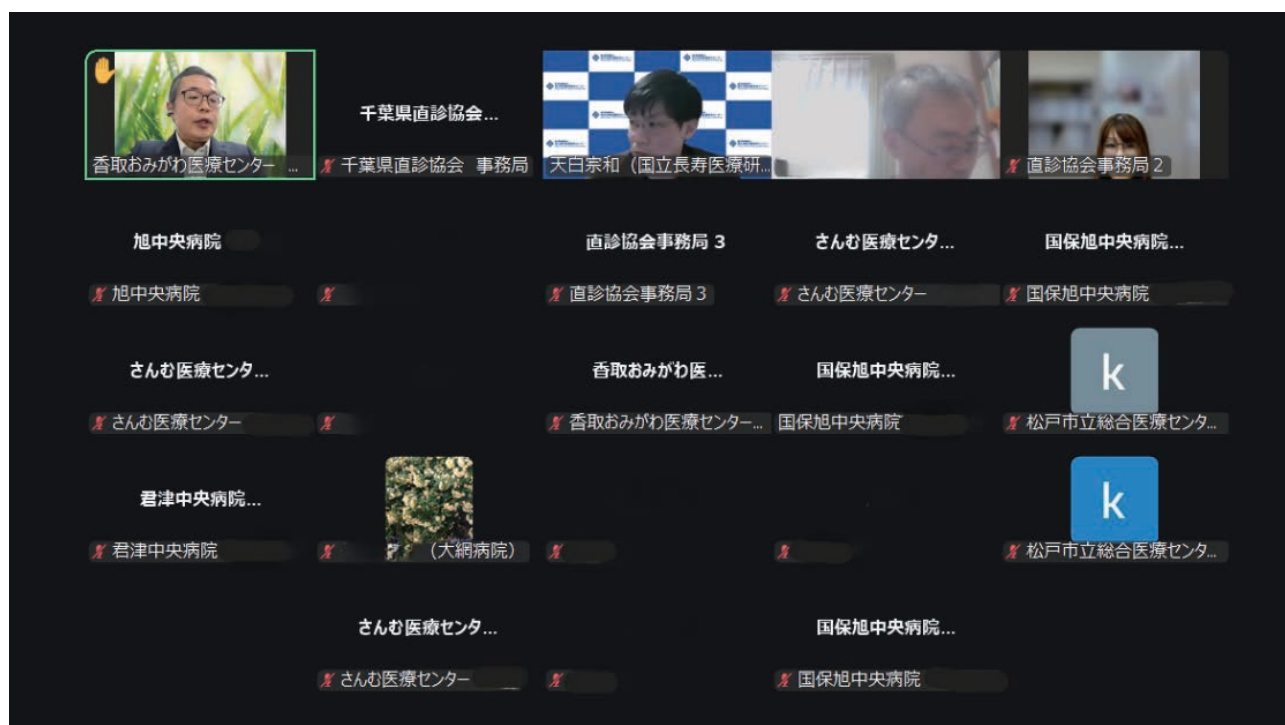 香取おみがわ医療センター ...
千葉県直診協会...
千葉県直診協会 事務局
天白宗和（国立長寿医療研...
直診協会事務局2
旭中央病院
旭中央病院
直診協会事務局 3
直診協会事務局3
さんむ医療センタ...
さんむ医療センター
国保旭中央病院...
国保旭中央病院
さんむ医療センタ...
さんむ医療センター
香取おみがわ医...
香取おみがわ医療センター...
国保旭中央病院...
国保旭中央病院
k
松戸市立総合医療センタ...
君津中央病院...
君津中央病院
（大網病院）
k
松戸市立総合医療センタ...
さんむ医療センタ...
さんむ医療センター
国保旭中央病院...
国保旭中央病院